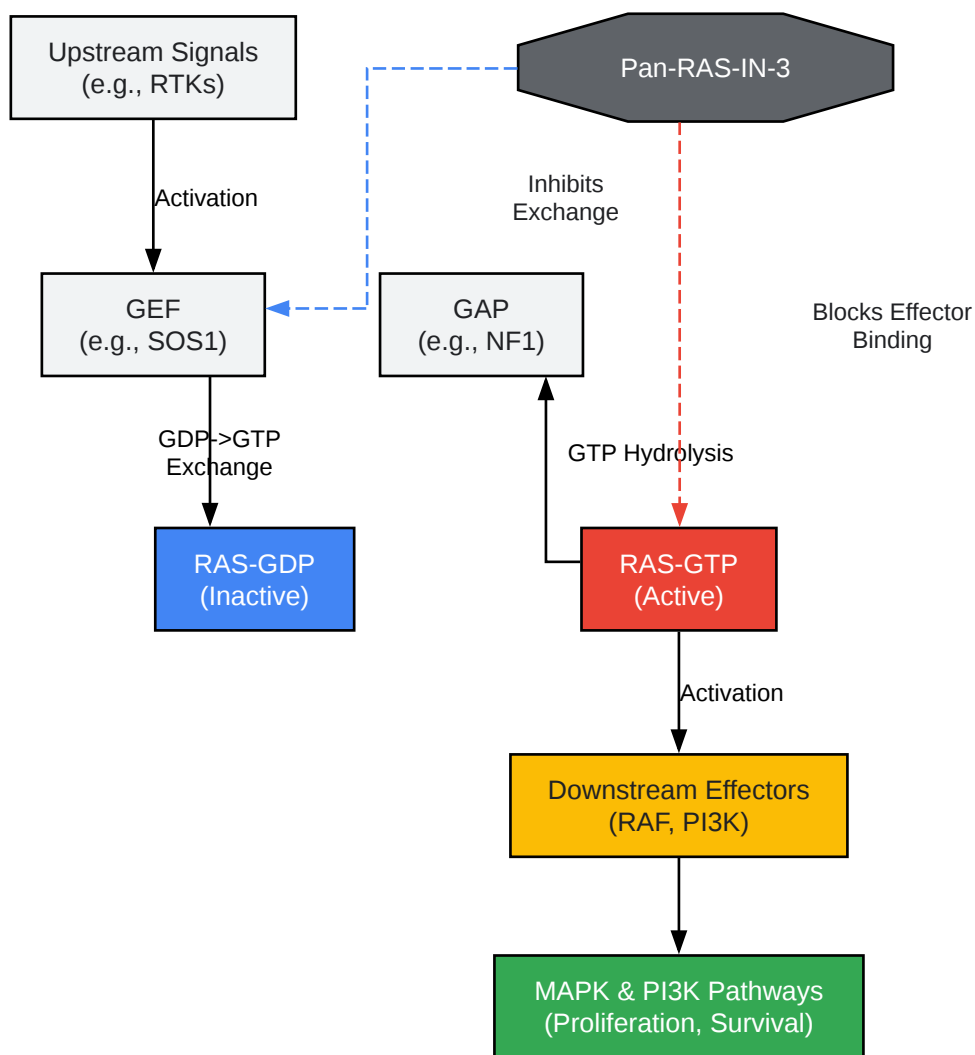 Upstream Signals
(e.g., RTKs)
Pan-RAS-IN-3
Activation
Inhibits
Exchange
GEF
(e.g., SOS1)
GAP
(e.g., NF1)
Blocks Effector
Binding
GDP->GTP
Exchange
GTP Hydrolysis
RAS-GDP
(Inactive)
RAS-GTP
(Active)
Activation
Downstream Effectors
(RAF, PI3K)
MAPK & PI3K Pathways
(Proliferation, Survival)